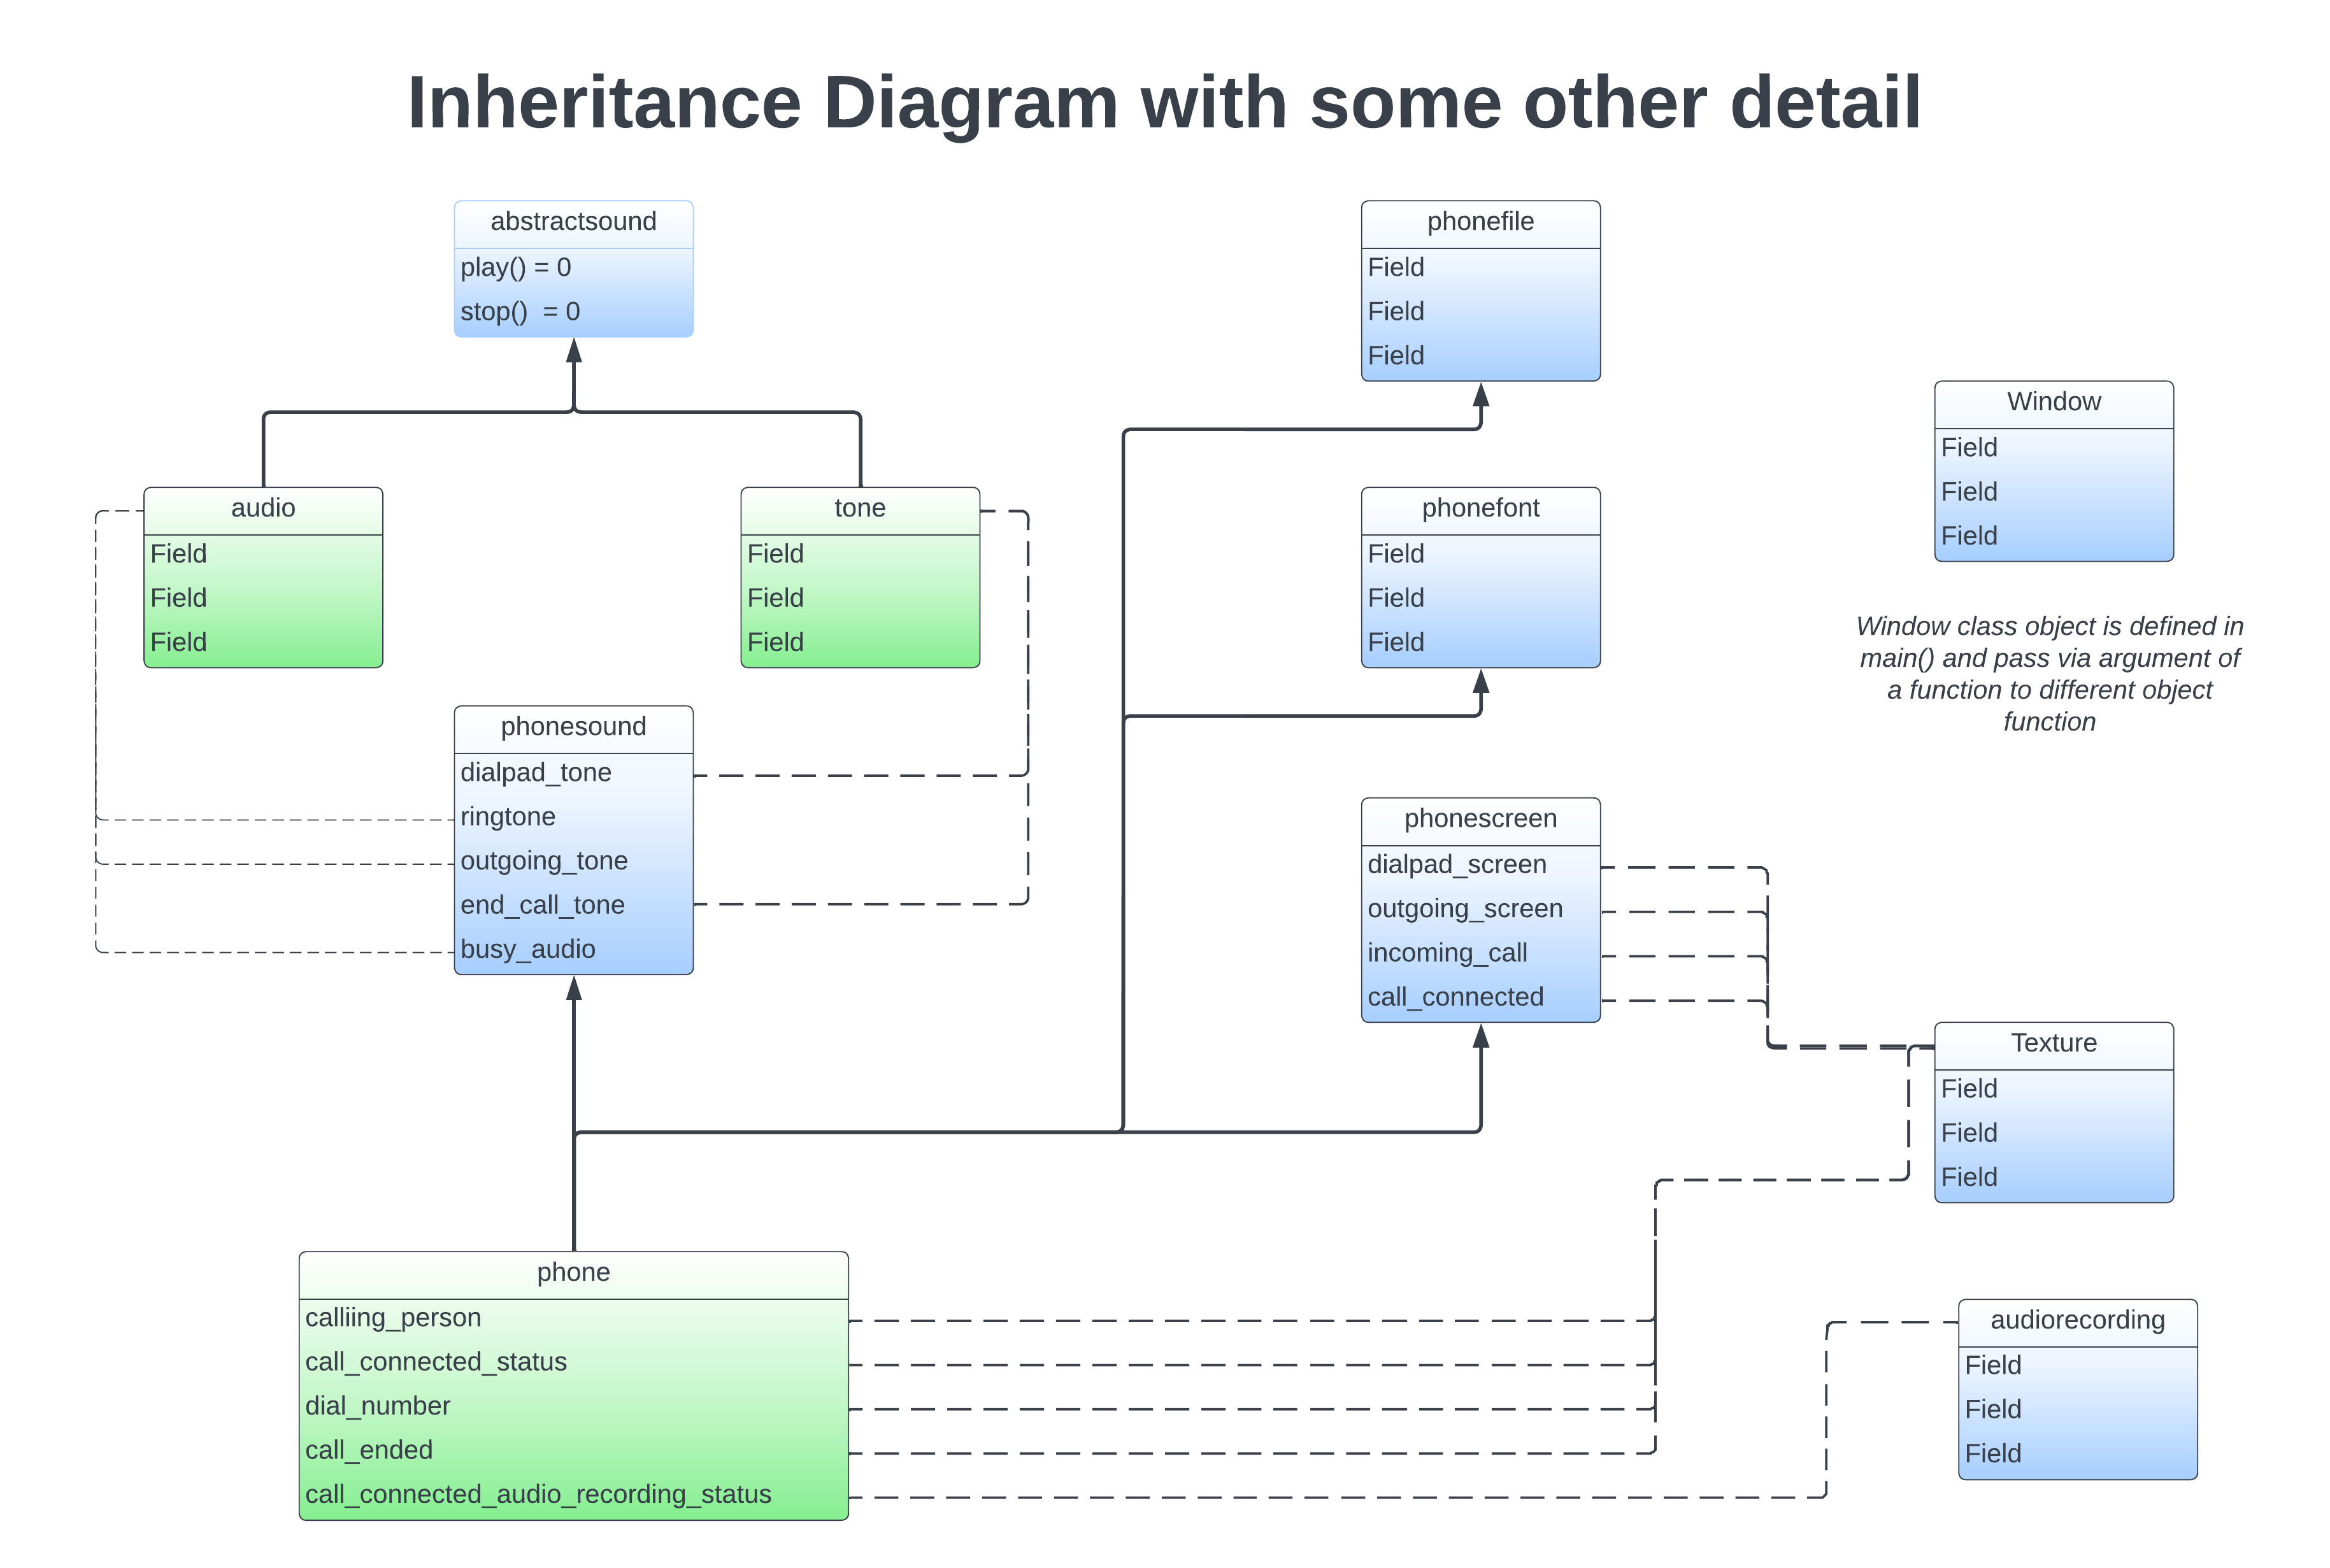 Inheritance Diagram with some other detail
abstractsound
play() = 0
stop()  = 0
phonefile
Field
Field
Field
Window
Field
Field
Field
Window class object is defined in
main() and pass via argument of
a function to different object
function
audio
Field
Field
Field
tone
Field
Field
Field
phonefont
Field
Field
Field
phonesound
dialpad_tone
ringtone
outgoing_tone
end_call_tone
busy_audio
phonescreen
dialpad_screen
outgoing_screen
incoming_call
call_connected
Texture
Field
Field
Field
phone
calliing_person
call_connected_status
dial_number
call_ended
call_connected_audio_recording_status
audiorecording
Field
Field
Field